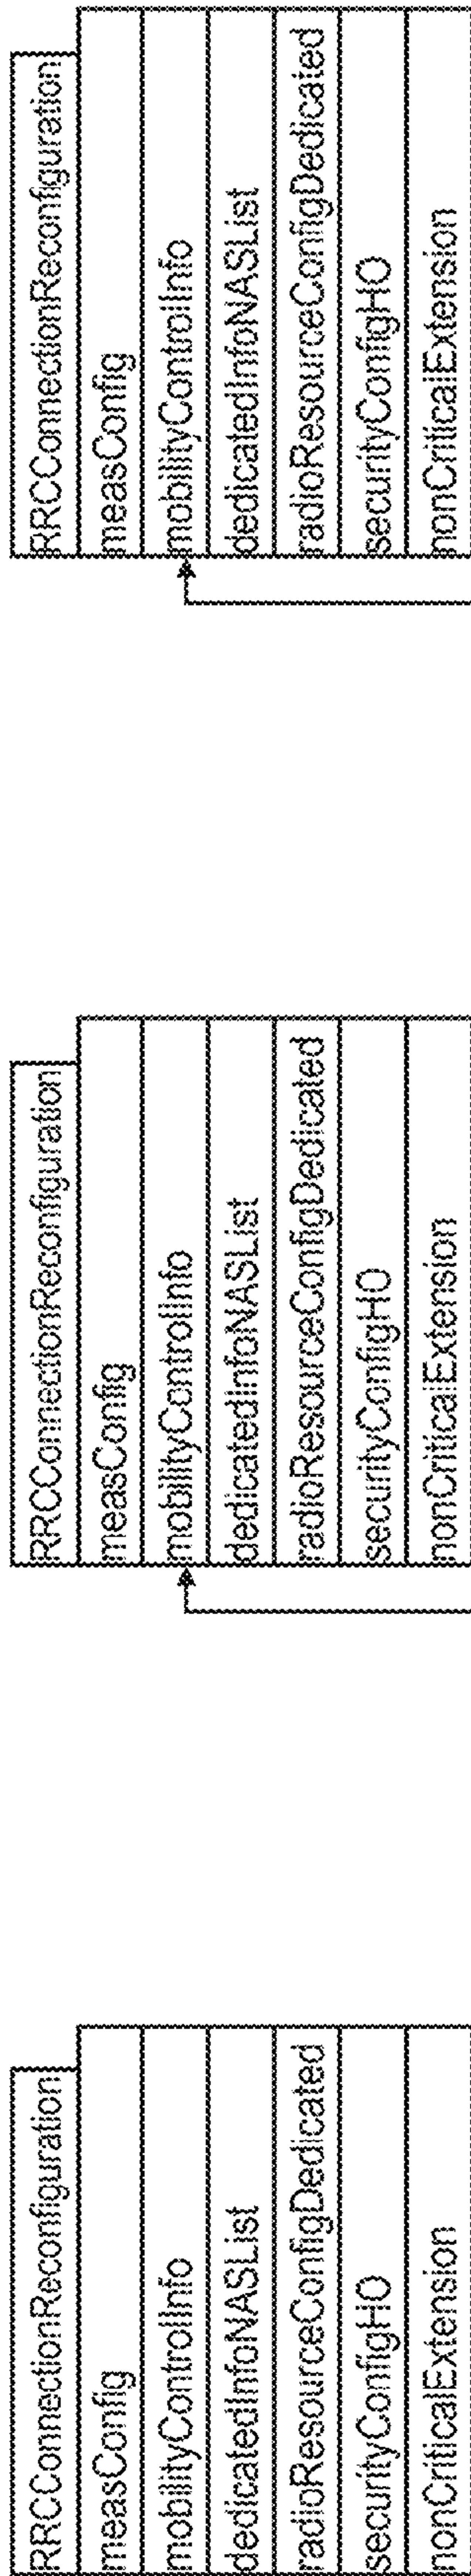 RRCConnectionReconfiguration
measConfig
mobilityControlInfo
dedicatedInfoNASList
radioResourceConfigDedicated
securityConfigHO
nonCriticalExtension
RRCConnectionReconfiguration
measConfig
mobilityControlInfo
dedicatedInfoNASList
radioResourceConfigDedicated
securityConfigHO
nonCriticalExtension
RRCConnectionReconfiguration
measConfig
mobilityControlInfo
dedicatedInfoNASList
radioResourceConfigDedicated
securityConfigHO
nonCriticalExtension